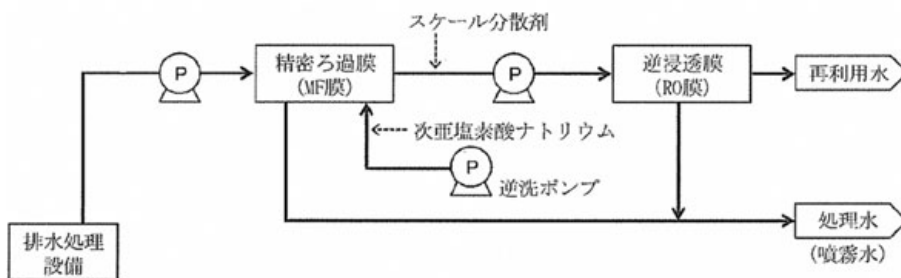 スケール分散剤
P
精密ろ過膜
(MF膜)
P
逆浸透膜
(RO膜)
再利用水
次亜塩素酸ナトリウム
P
逆洗ポンプ
排水処理
設備
処理水
(噴霧水)